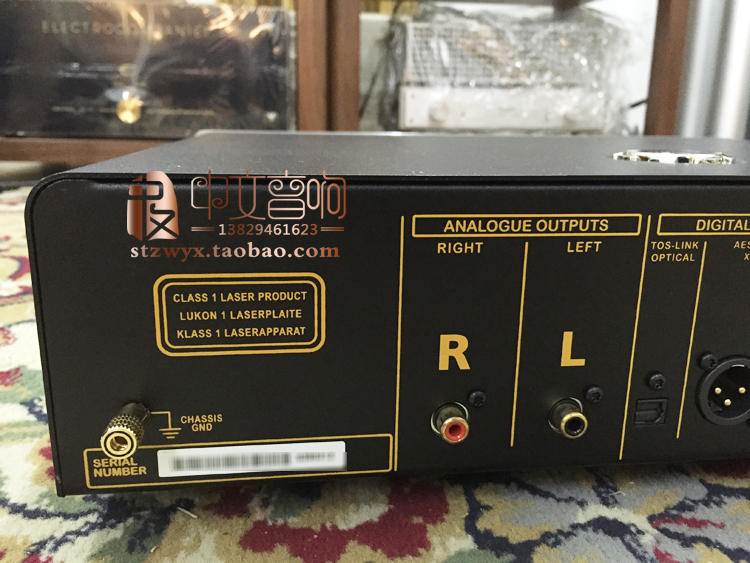 ELECTROCOMPANIET
中艾音响
13829461623
stzwyx.taobao.com
ANALOGUE OUTPUTS
RIGHT
LEFT
DIGITAL
TOS-LINK
OPTICAL
AES
X
CLASS 1 LASER PRODUCT
LUKON 1 LASERPLAITE
KLASS 1 LASERAPPARAT
R
L
CHASSIS
GND
SERIAL
NUMBER